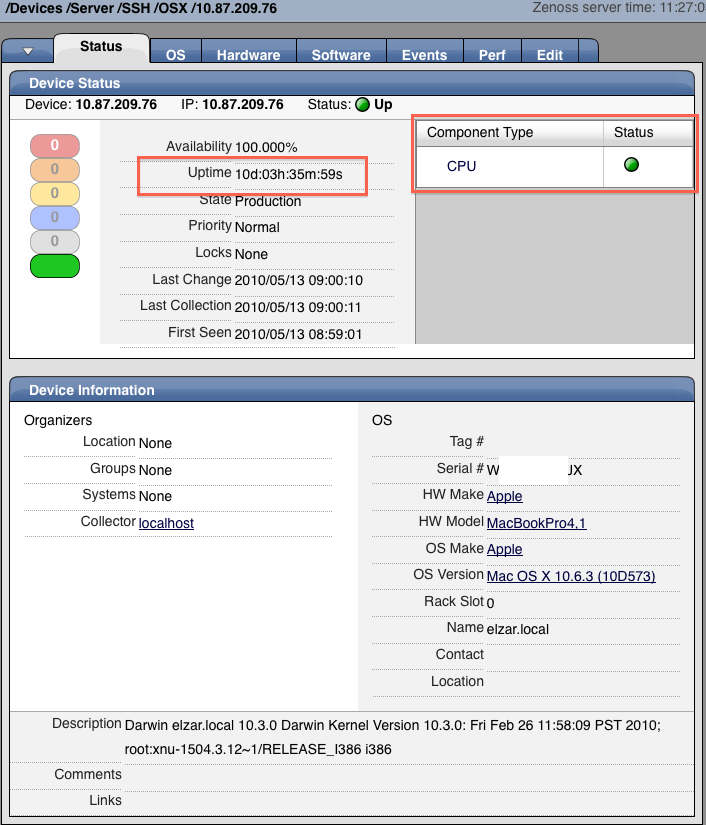 /Devices /Server /SSH /OSX /10.87.209.76 Zenoss server time: 11:27:0
Status OS Hardware Software Events Perf Edit
Device Status
Device: 10.87.209.76 IP: 10.87.209.76 Status: Up
Component Type Status
CPU
0
0
0
0
0
Availability 100.000%
Uptime 10d:03h:35m:59s
State Production
Priority Normal
Locks None
Last Change 2010/05/13 09:00:10
Last Collection 2010/05/13 09:00:11
First Seen 2010/05/13 08:59:01
Device Information
Organizers
Location None
Groups None
Systems None
Collector localhost
OS
Tag #
Serial # W JX
HW Make Apple
HW Model MacBookPro4,1
OS Make Apple
OS Version Mac OS X 10.6.3 (10D573)
Rack Slot 0
Name elzar.local
Contact
Location
Description Darwin elzar.local 10.3.0 Darwin Kernel Version 10.3.0: Fri Feb 26 11:58:09 PST 2010;
root:xnu-1504.3.12~1/RELEASE_I386 i386
Comments
Links